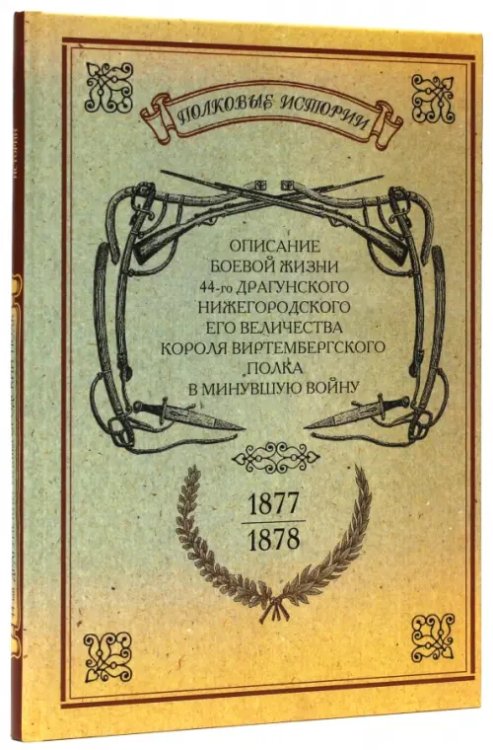 ПОЛКОВЫЕ ИСТОРИИ
ОПИСАНИЕ
БОЕВОЙ ЖИЗНИ
44-го ДРАГУНСКОГО
НИЖЕГОРОДСКОГО
ЕГО ВЕЛИЧЕСТВА
КОРОЛЯ ВИРТЕМБЕРГСКОГО
ПОЛКА
В МИНУВШУЮ ВОЙНУ
1877
1878